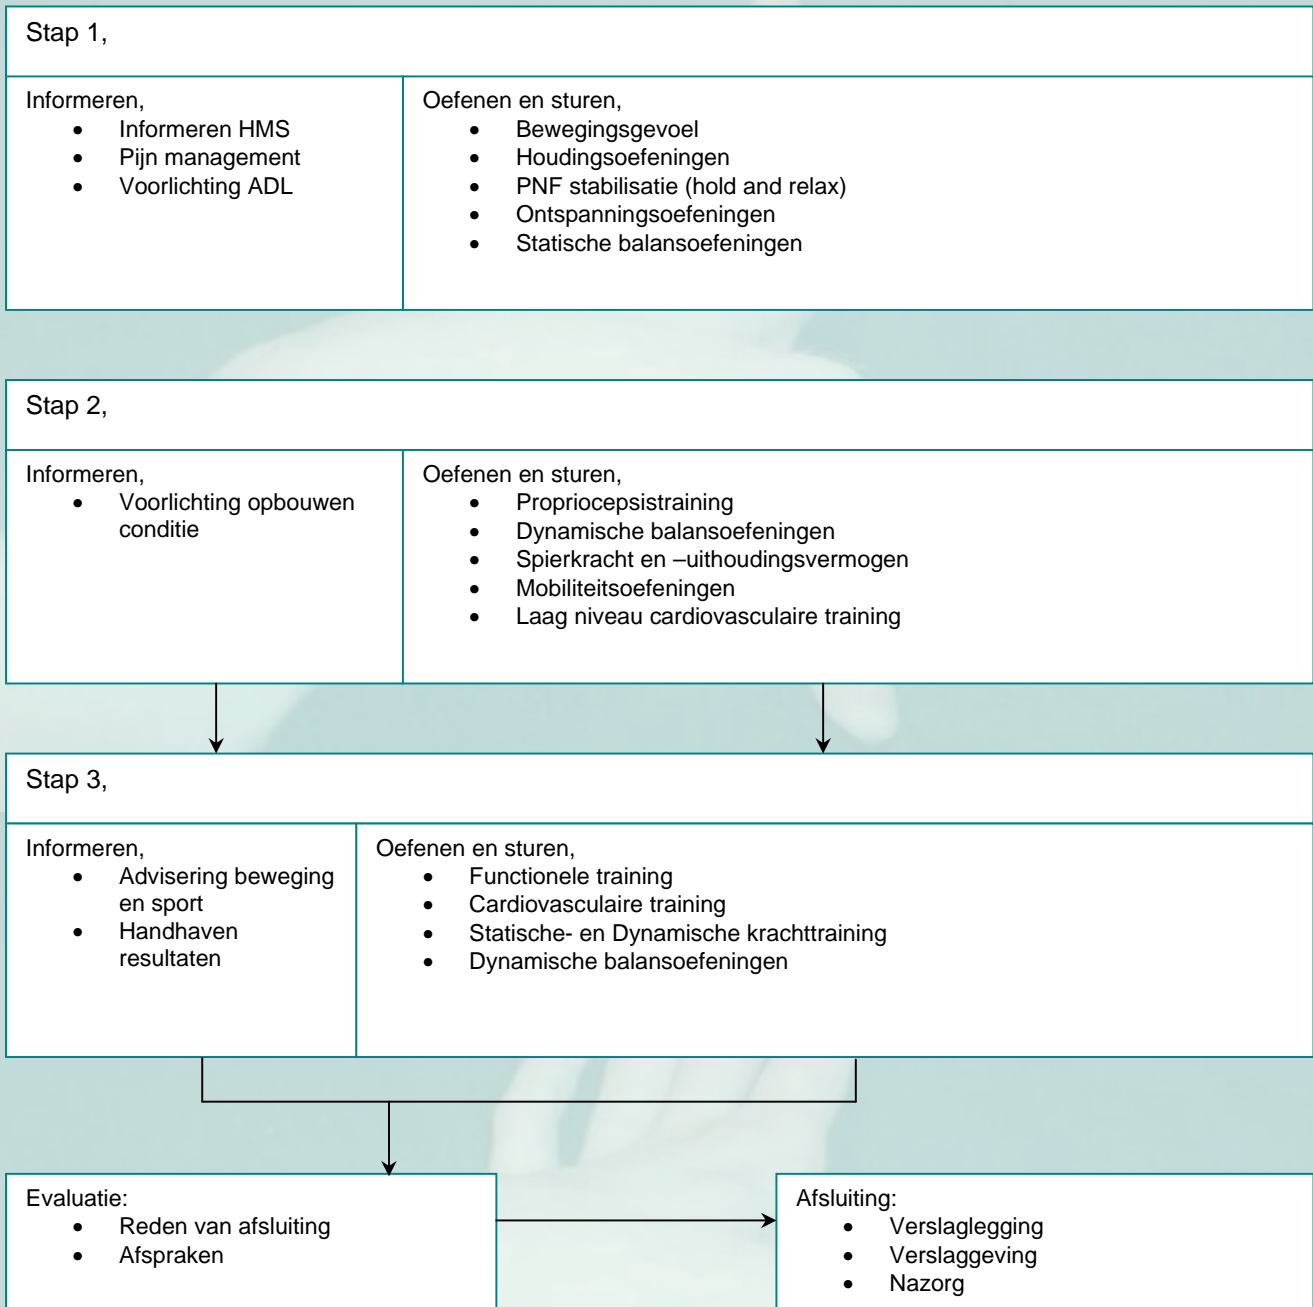 Stap 1,
Informeren,
• Informeren HMS
• Pijn management
• Voorlichting ADL
Oefenen en sturen,
• Bewegingsgevoel
• Houdingsoefeningen
• PNF stabilisatie (hold and relax)
• Ontspanningsoefeningen
• Statische balansoefeningen
Stap 2,
Informeren,
• Voorlichting opbouwen
conditie
Oefenen en sturen,
• Propriocepsistraining
• Dynamische balansoefeningen
• Spierkracht en –uithoudingsvermogen
• Mobiliteitsoefeningen
• Laag niveau cardiovasculaire training
Stap 3,
Informeren,
• Advisering beweging
en sport
• Handhaven
resultaten
Oefenen en sturen,
• Functionele training
• Cardiovasculaire training
• Statische- en Dynamische krachttraining
• Dynamische balansoefeningen
Evaluatie:
• Reden van afsluiting
• Afspraken
Afsluiting:
• Verslaglegging
• Verslaggeving
• Nazorg